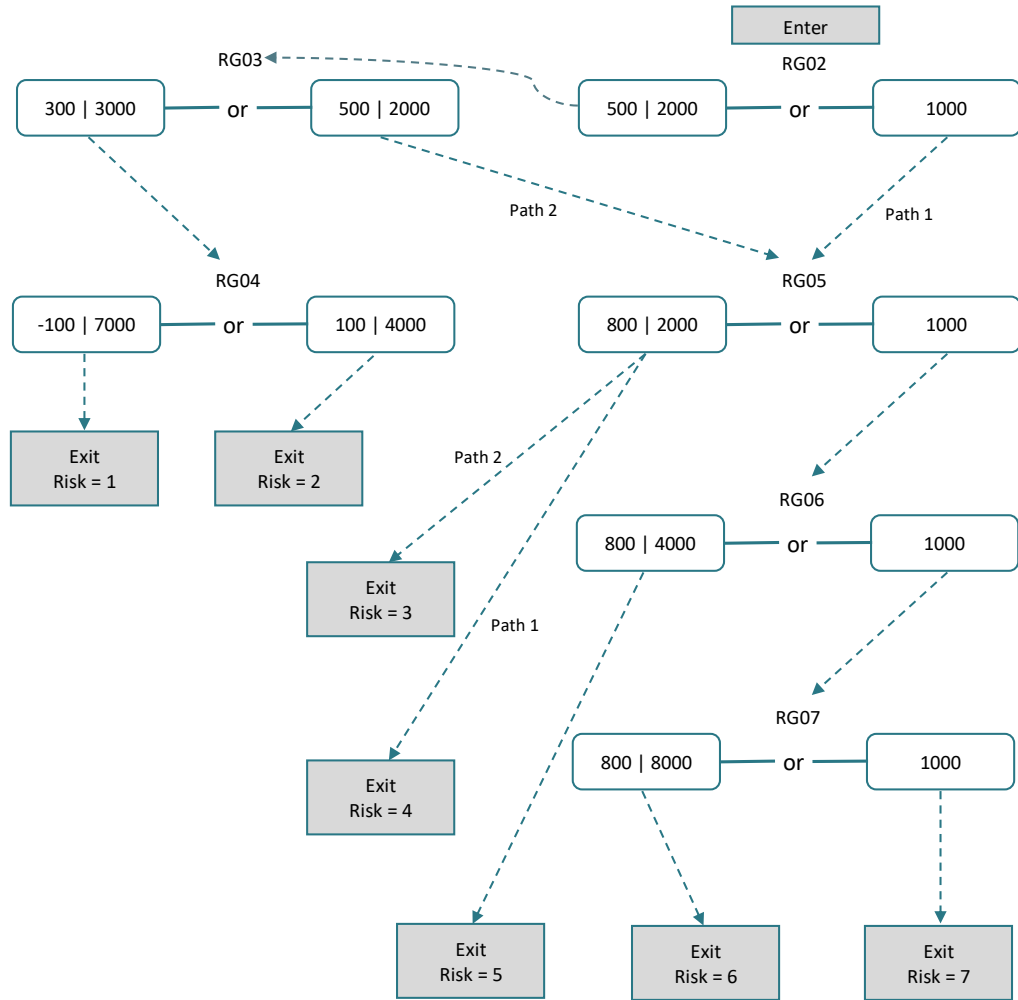 Enter
RG03
RG02
300 | 3000
or
500 | 2000
500 | 2000
or
1000
Path 2
Path 1
RG04
RG05
-100 | 7000
or
100 | 4000
800 | 2000
or
1000
Exit
Risk = 1
Exit
Risk = 2
Path 2
RG06
800 | 4000
or
1000
Exit
Risk = 3
Path 1
RG07
800 | 8000
or
1000
Exit
Risk = 4
Exit
Risk = 5
Exit
Risk = 6
Exit
Risk = 7